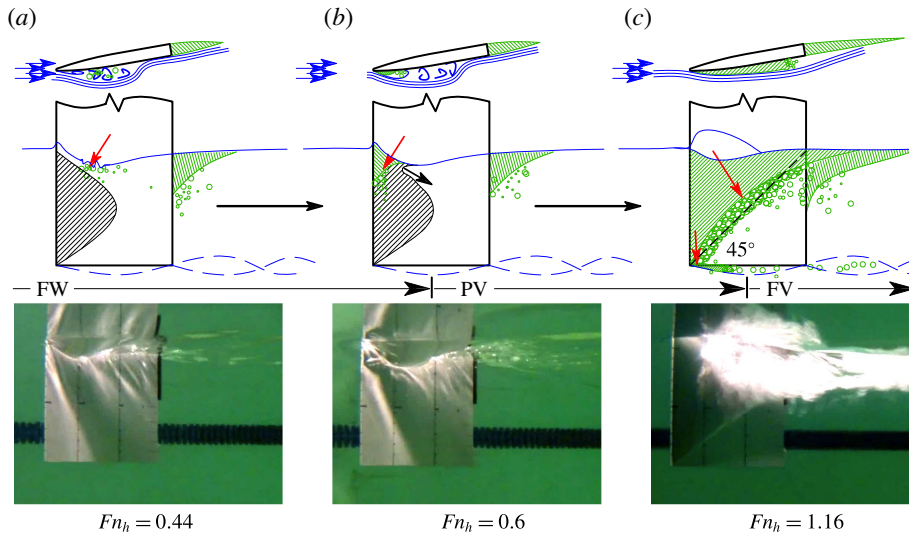 (a)
(b)
(c)
45°
FW
PV
FV
Fn_h = 0.44
Fn_h = 0.6
Fn_h = 1.16